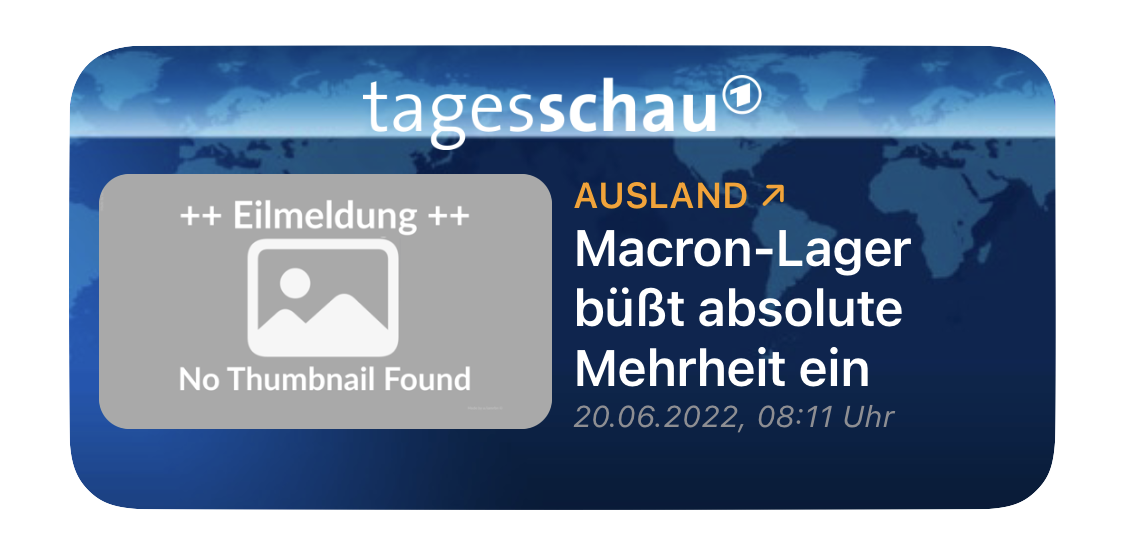 tagesschau
++ Eilmeldung ++
No Thumbnail Found
AUSLAND ↗
Macron-Lager
büßt absolute
Mehrheit ein
20.06.2022, 08:11 Uhr